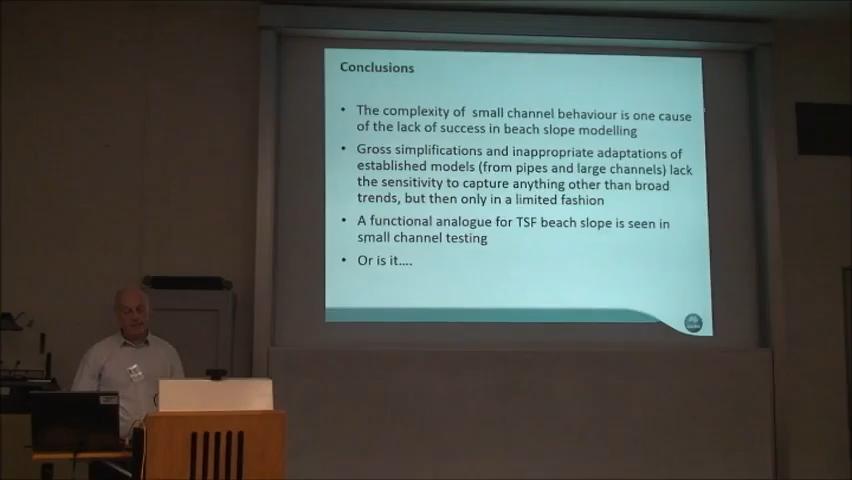 Conclusions
• The complexity of small channel behaviour is one cause
of the lack of success in beach slope modelling
• Gross simplifications and inappropriate adaptations of
established models (from pipes and large channels) lack
the sensitivity to capture anything other than broad
trends, but then only in a limited fashion
• A functional analogue for TSF beach slope is seen in
small channel testing
• Or is it....